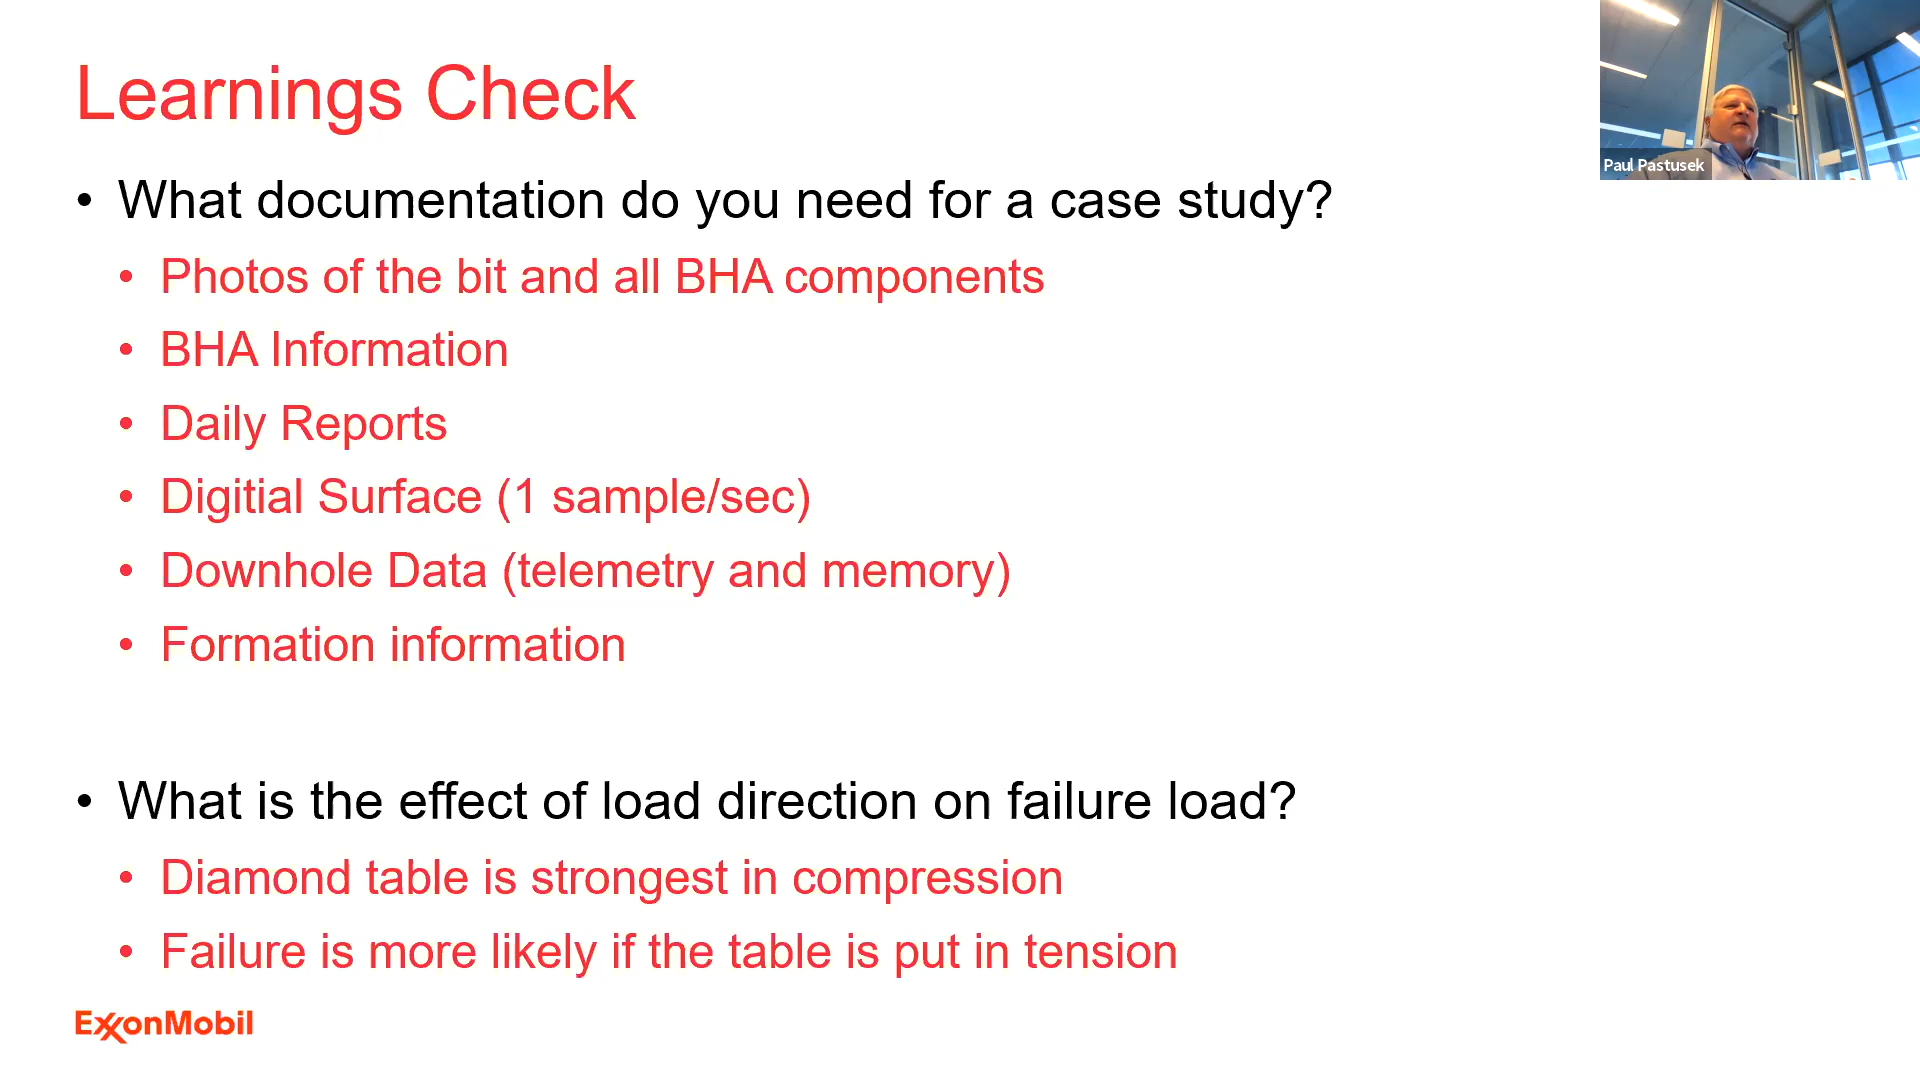 Learnings Check
Paul Pastusek
• What documentation do you need for a case study?
• Photos of the bit and all BHA components
• BHA Information
• Daily Reports
• Digitial Surface (1 sample/sec)
• Downhole Data (telemetry and memory)
• Formation information
• What is the effect of load direction on failure load?
• Diamond table is strongest in compression
• Failure is more likely if the table is put in tension
ExxonMobil